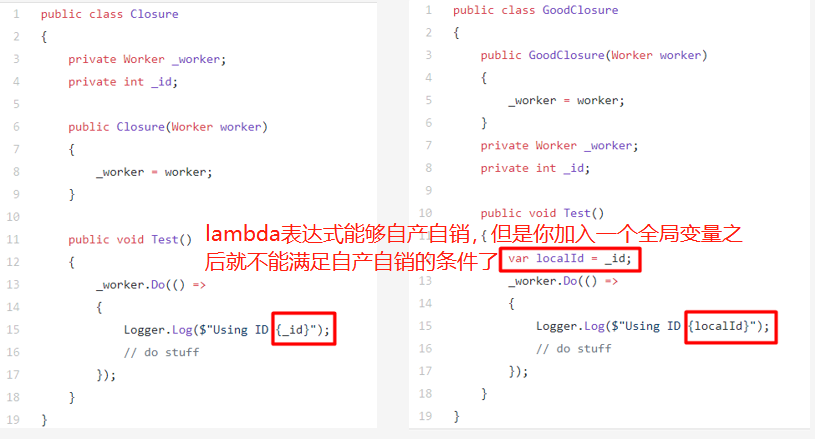 1 public class Closure
2 {
3 private Worker _worker;
4 private int _id;
5
6 public Closure(Worker worker)
7 {
8 _worker = worker;
9 }
10
11 public void Test()
12 {
13 _worker.Do(() =>
14 {
15 Logger.Log($"Using ID {_id}");
16 // do stuff
17 });
18 }
19 }
1 public class GoodClosure
2 {
3 public GoodClosure(Worker worker)
4 {
5 _worker = worker;
6 }
7 private Worker _worker;
8 private int _id;
9
10 public void Test()
11 {
var localId = _id;
13 _worker.Do(() =>
14 {
15 Logger.Log($"Using ID {localId}");
16 // do stuff
17 });
18 }
19 }
lambda表达式能够自产自销，但是你加入一个全局变量之
后就不能满足自产自销的条件了